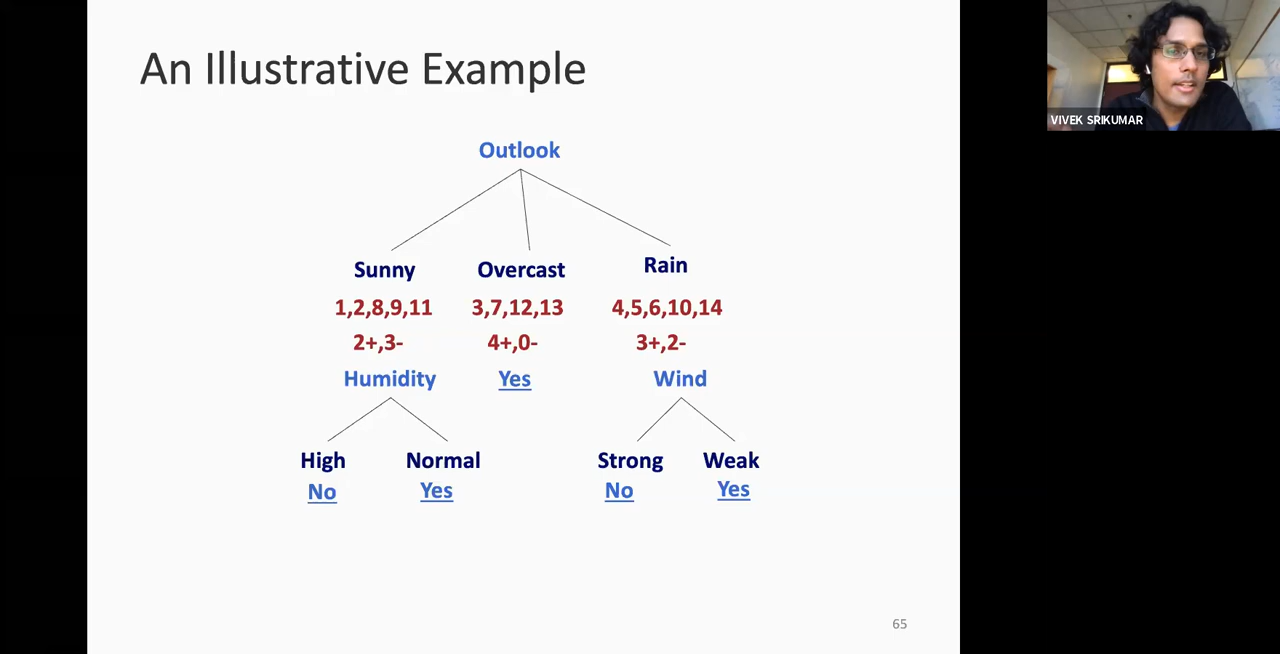 An Illustrative Example
VIVEK SRIKUMAR
Outlook
Sunny Overcast Rain
1,2,8,9,11 3,7,12,13 4,5,6,10,14
2+,3- 4+,0- 3+,2-
Humidity Yes Wind
High Normal Strong Weak
No Yes No Yes
65